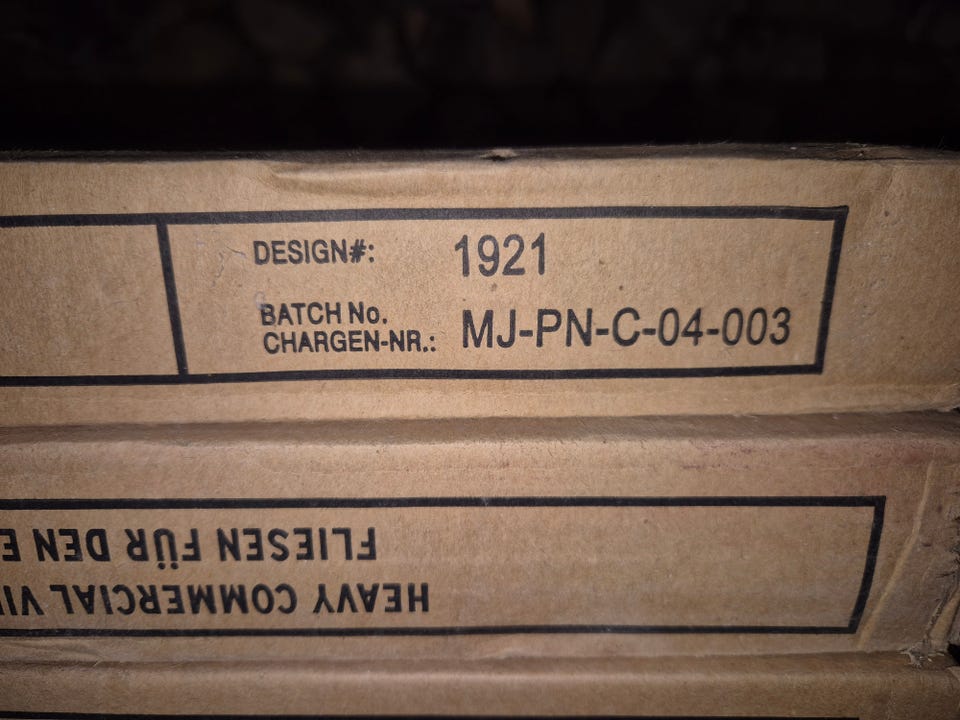 DESIGN#: 1921
BATCH No.
CHARGEN-NR.: MJ-PN-C-04-003
HEAVY COMMERCIAL
FLIESEN FÜR DEN